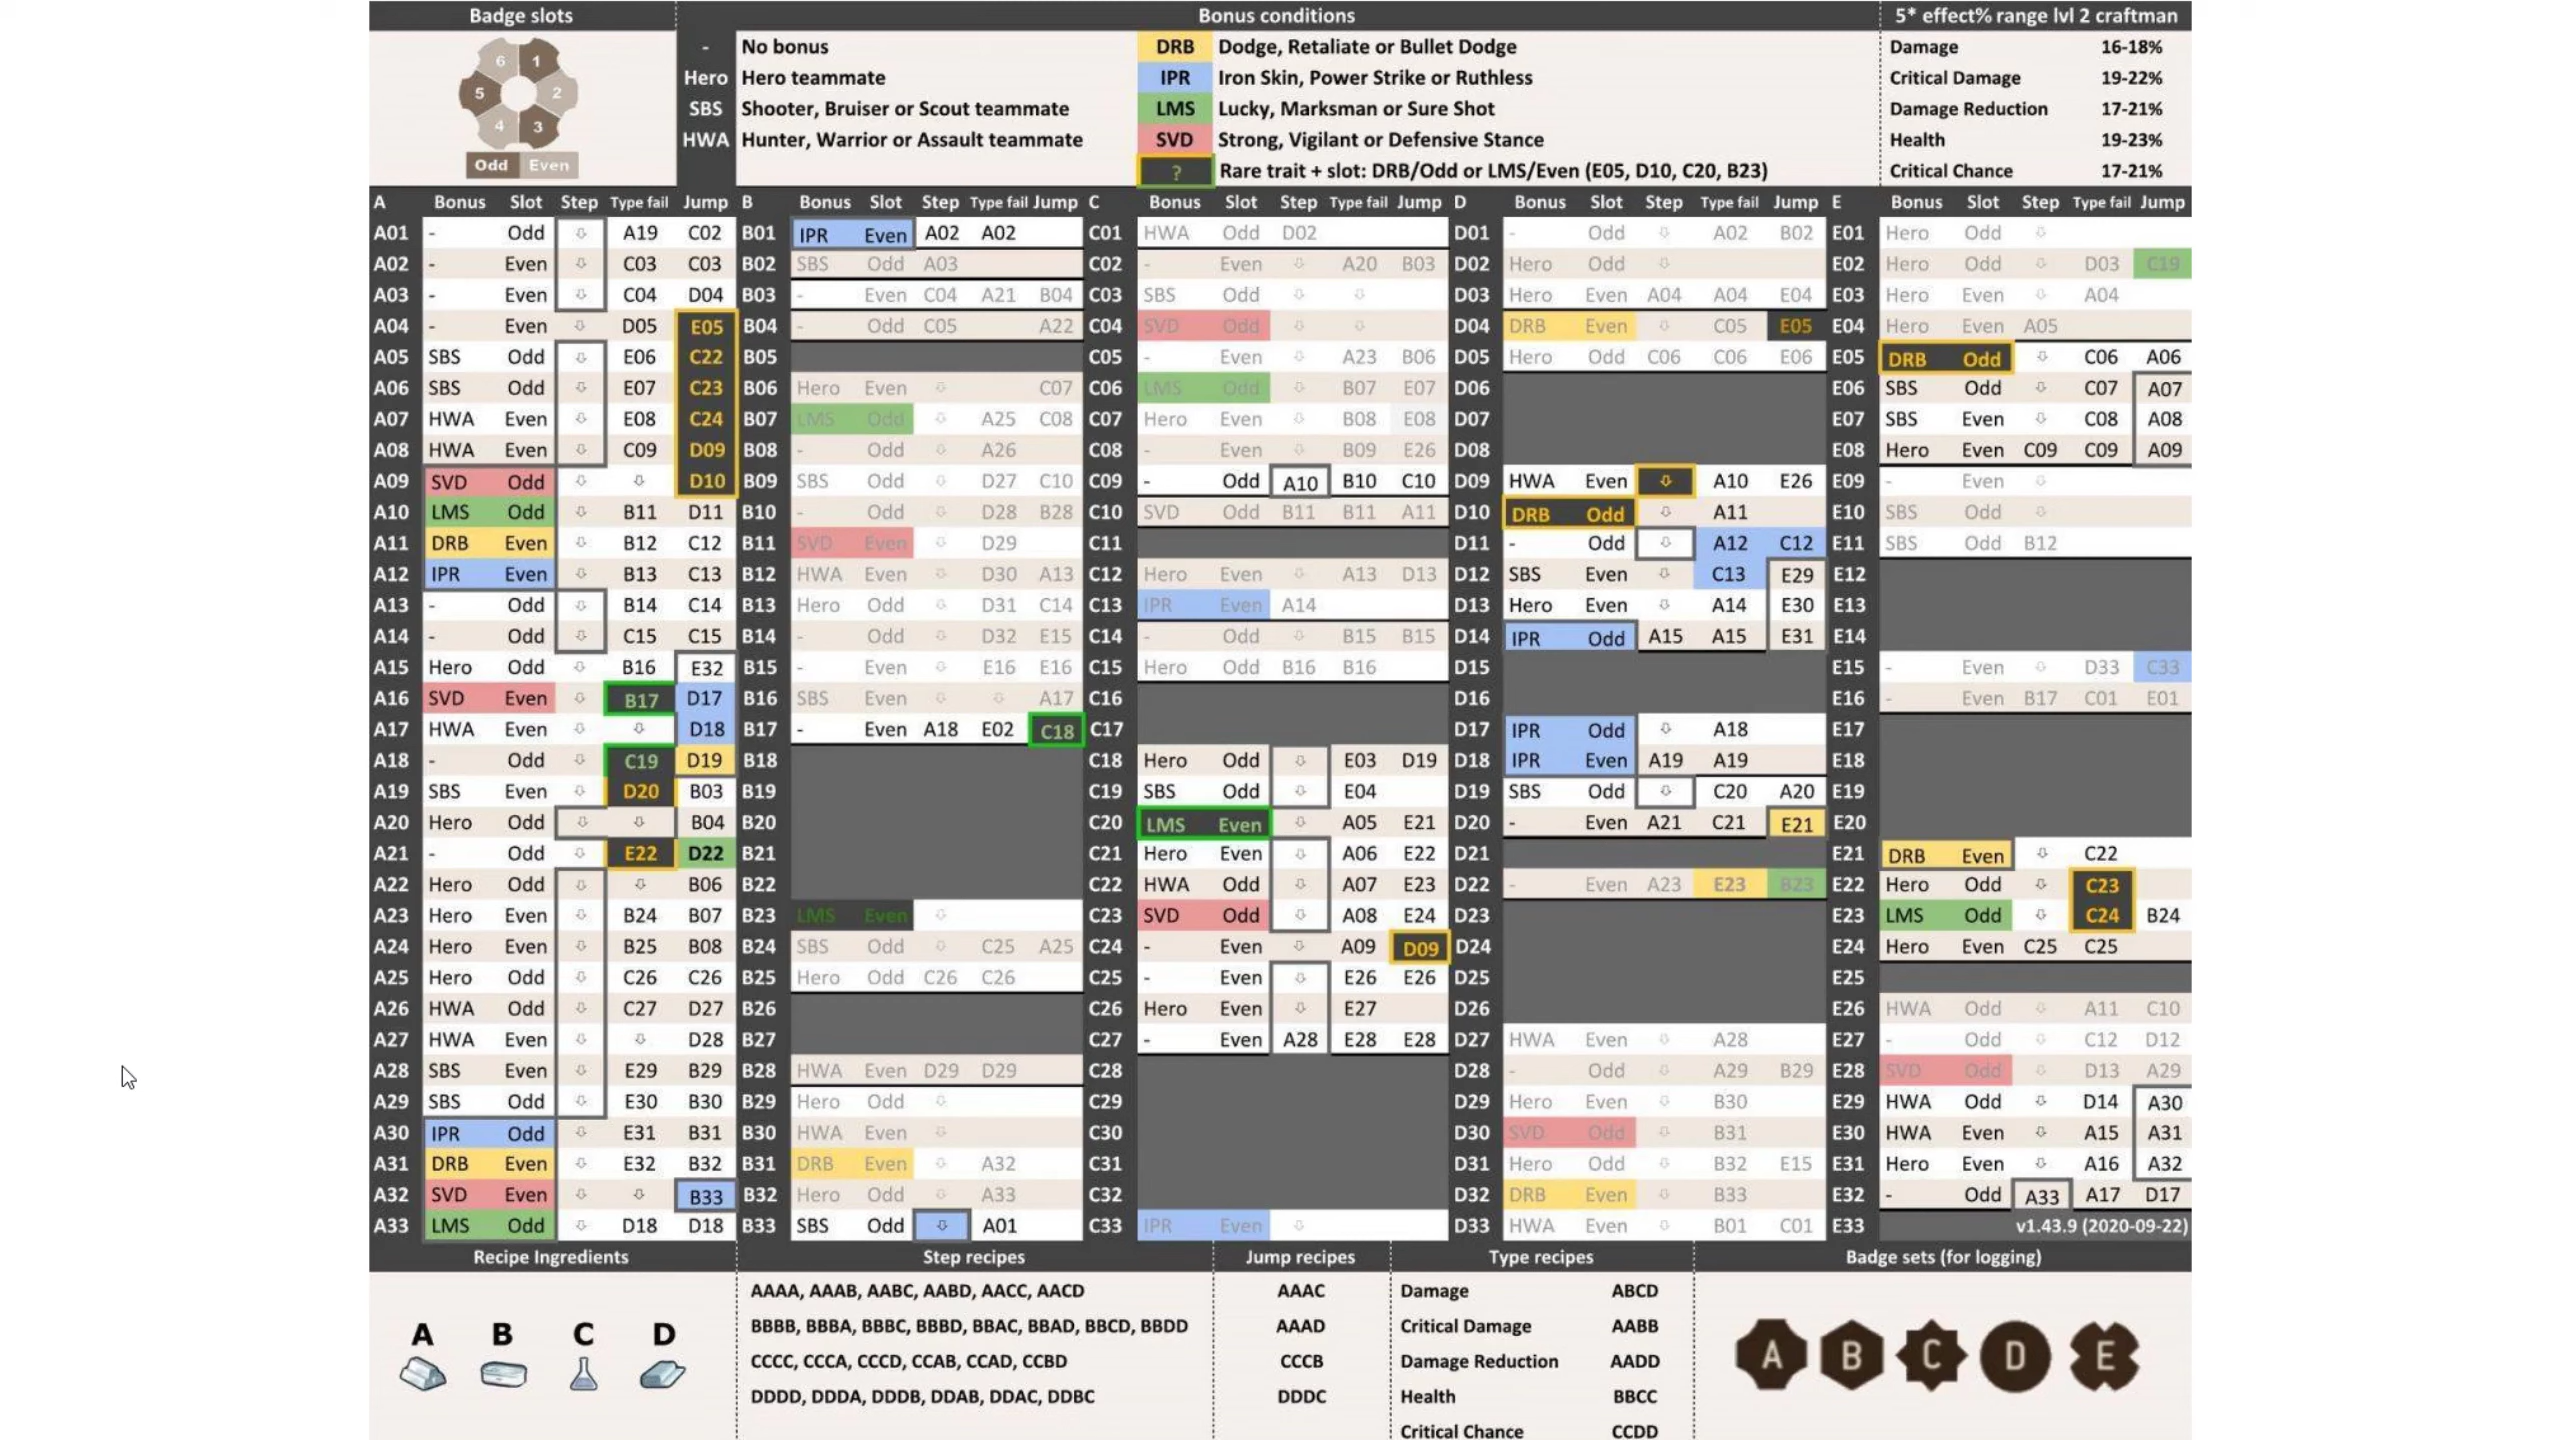 Badge slots Bonus conditions 5* effect% range lvl 2 craftman
6 1 5 2 4 3
Odd Even
- No bonus DRB Dodge, Retaliate or Bullet Dodge Damage 16-18%
Hero Hero teammate IPR Iron Skin, Power Strike or Ruthless Critical Damage 19-22%
SBS Shooter, Bruiser or Scout teammate LMS Lucky, Marksman or Sure Shot Damage Reduction 17-21%
HWA Hunter, Warrior or Assault teammate SVD Strong, Vigilant or Defensive Stance Health 19-23%
? Rare trait + slot: DRB/Odd or LMS/Even (E05, D10, C20, B23) Critical Chance 17-21%
A Bonus Slot Step Type fail Jump B Bonus Slot Step Type fail Jump C Bonus Slot Step Type fail Jump D Bonus Slot Step Type fail Jump E Bonus Slot Step Type fail Jump
A01 - Odd ⇩ A19 C02 B01 IPR Even A02 A02 C01 HWA Odd D02 D01 - Odd ⇩ A02 B02 E01 Hero Odd ⇩
A02 - Even ⇩ C03 C03 B02 SBS Odd A03 C02 - Even ⇩ A20 B03 D02 Hero Odd ⇩ E02 Hero Odd ⇩ D03 C19
A03 - Even ⇩ C04 D04 B03 - Even C04 A21 B04 C03 SBS Odd ⇩ ⇩ D03 Hero Even A04 A04 E04 E03 Hero Even ⇩ A04
A04 - Even ⇩ D05 E05 B04 - Odd C05 A22 C04 SVD Odd ⇩ ⇩ D04 DRB Even ⇩ C05 E05 E04 Hero Even A05
A05 SBS Odd ⇩ E06 C22 B05 C05 - Even ⇩ A23 B06 D05 Hero Odd C06 C06 E06 E05 DRB Odd ⇩ C06 A06
A06 SBS Odd ⇩ E07 C23 B06 Hero Even ⇩ C07 C06 LMS Odd ⇩ B07 E07 D06 E06 SBS Odd ⇩ C07 A07
A07 HWA Even ⇩ E08 C24 B07 LMS Odd ⇩ A25 C08 C07 Hero Even ⇩ B08 E08 D07 E07 SBS Even ⇩ C08 A08
A08 HWA Even ⇩ C09 D09 B08 - Odd ⇩ A26 C08 - Even ⇩ B09 E26 D08 E08 Hero Even C09 C09 A09
A09 SVD Odd ⇩ ⇩ D10 B09 SBS Odd ⇩ D27 C10 C09 - Odd A10 B10 C10 D09 HWA Even ⇩ A10 E26 E09 - Even ⇩
A10 LMS Odd ⇩ B11 D11 B10 - Odd ⇩ D28 B28 C10 SVD Odd B11 B11 A11 D10 DRB Odd ⇩ A11 E10 SBS Odd ⇩
A11 DRB Even ⇩ B12 C12 B11 SVD Even ⇩ D29 C11 D11 - Odd ⇩ A12 C12 E11 SBS Odd B12
A12 IPR Even ⇩ B13 C13 B12 HWA Even ⇩ D30 A13 C12 Hero Even ⇩ A13 D13 D12 SBS Even ⇩ C13 E29 E12
A13 - Odd ⇩ B14 C14 B13 Hero Odd ⇩ D31 C14 C13 IPR Even A14 D13 Hero Even ⇩ A14 E30 E13
A14 - Odd ⇩ C15 C15 B14 - Odd ⇩ D32 E15 C14 - Odd ⇩ B15 B15 D14 IPR Odd A15 A15 E31 E14
A15 Hero Odd ⇩ B16 E32 B15 - Even ⇩ E16 E16 C15 Hero Odd B16 B16 D15 E15 - Even ⇩ D33 C33
A16 SVD Even ⇩ B17 D17 B16 SBS Even ⇩ ⇩ A17 C16 D16 E16 - Even B17 C01 E01
A17 HWA Even ⇩ ⇩ D18 B17 - Even A18 E02 C18 C17 D17 IPR Odd ⇩ A18 E17
A18 - Odd ⇩ C19 D19 B18 C18 Hero Odd ⇩ E03 D19 D18 IPR Even A19 A19 E18
A19 SBS Even ⇩ D20 B03 B19 C19 SBS Odd ⇩ E04 D19 SBS Odd ⇩ C20 A20 E19
A20 Hero Odd ⇩ ⇩ B04 B20 C20 LMS Even ⇩ A05 E21 D20 - Even A21 C21 E21 E20
A21 - Odd ⇩ E22 D22 B21 C21 Hero Even ⇩ A06 E22 D21 E21 DRB Even ⇩ C22
A22 Hero Odd ⇩ ⇩ B06 B22 C22 HWA Odd ⇩ A07 E23 D22 - Even A23 E23 B23 E22 Hero Odd ⇩ C23
A23 Hero Even ⇩ B24 B07 B23 LMS Even ⇩ C23 SVD Odd ⇩ A08 E24 D23 E23 LMS Odd ⇩ C24 B24
A24 Hero Even ⇩ B25 B08 B24 SBS Odd ⇩ C25 A25 C24 - Even ⇩ A09 D09 D24 E24 Hero Even C25 C25
A25 Hero Odd ⇩ C26 C26 B25 Hero Odd C26 C26 C25 - Even ⇩ E26 E26 D25 E25
A26 HWA Odd ⇩ C27 D27 B26 C26 Hero Even ⇩ E27 D26 E26 HWA Odd ⇩ A11 C10
A27 HWA Even ⇩ ⇩ D28 B27 C27 - Even A28 E28 E28 D27 HWA Even ⇩ A28 E27 - Odd ⇩ C12 D12
A28 SBS Even ⇩ E29 B29 B28 HWA Even D29 D29 C28 D28 - Odd ⇩ A29 B29 E28 SVD Odd ⇩ D13 A29
A29 SBS Odd ⇩ E30 B30 B29 Hero Odd ⇩ C29 D29 Hero Even ⇩ B30 E29 HWA Odd ⇩ D14 A30
A30 IPR Odd ⇩ E31 B31 B30 HWA Even ⇩ C30 D30 SVD Odd ⇩ B31 E30 HWA Even ⇩ A15 A31
A31 DRB Even ⇩ E32 B32 B31 DRB Even ⇩ A32 C31 D31 Hero Odd ⇩ B32 E15 E31 Hero Even ⇩ A16 A32
A32 SVD Even ⇩ ⇩ B33 B32 Hero Odd ⇩ A33 C32 D32 DRB Even ⇩ B33 E32 - Odd A33 A17 D17
A33 LMS Odd ⇩ D18 D18 B33 SBS Odd ⇩ A01 C33 IPR Even ⇩ D33 HWA Even ⇩ B01 C01 E33 v1.43.9 (2020-09-22)
Recipe Ingredients Step recipes Jump recipes Type recipes Badge sets (for logging)
AAAA, AAAB, AABC, AABD, AACC, AACD AAAC Damage ABCD
A B C D BBBB, BBBA, BBBC, BBBD, BBAC, BBAD, BBCD, BBDD AAAD Critical Damage AABB A B C D E
CCCC, CCCA, CCCD, CCAB, CCAD, CCBD CCCB Damage Reduction AADD
DDDD, DDDA, DDDB, DDAB, DDAC, DDBC DDDC Health BBCC
Critical Chance CCDD